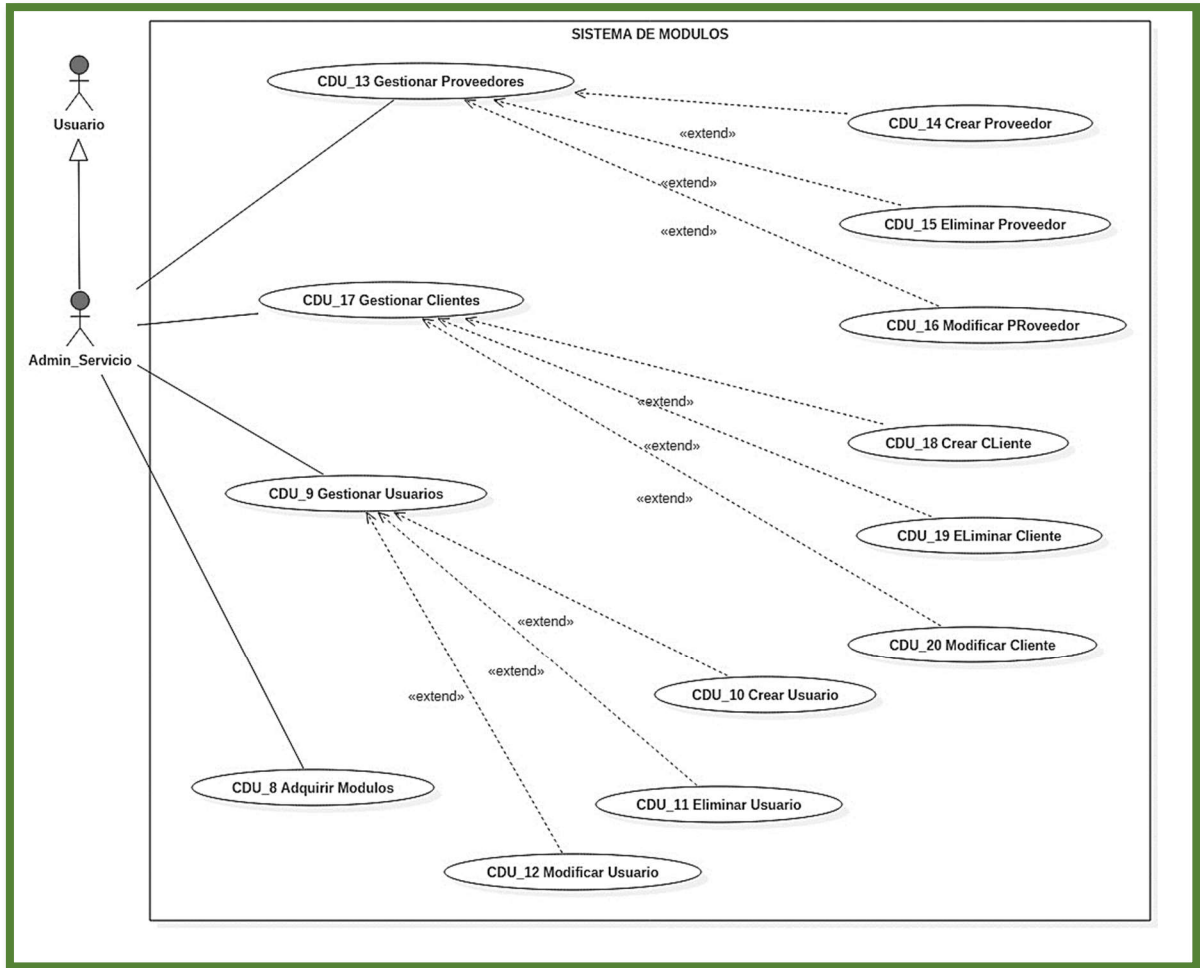 SISTEMA DE MODULOS
Usuario
CDU_13 Gestionar Proveedores
CDU_14 Crear Proveedor
«extend»
«extend»
CDU_15 Eliminar Proveedor
«extend»
CDU_17 Gestionar Clientes
CDU_16 Modificar PRoveedor
Admin_Servicio
«extend»
CDU_18 Crear CLiente
«extend»
CDU_9 Gestionar Usuarios
«extend»
CDU_19 ELiminar Cliente
«extend»
CDU_20 Modificar Cliente
«extend»
CDU_10 Crear Usuario
«extend»
CDU_8 Adquirir Modulos
CDU_11 Eliminar Usuario
CDU_12 Modificar Usuario